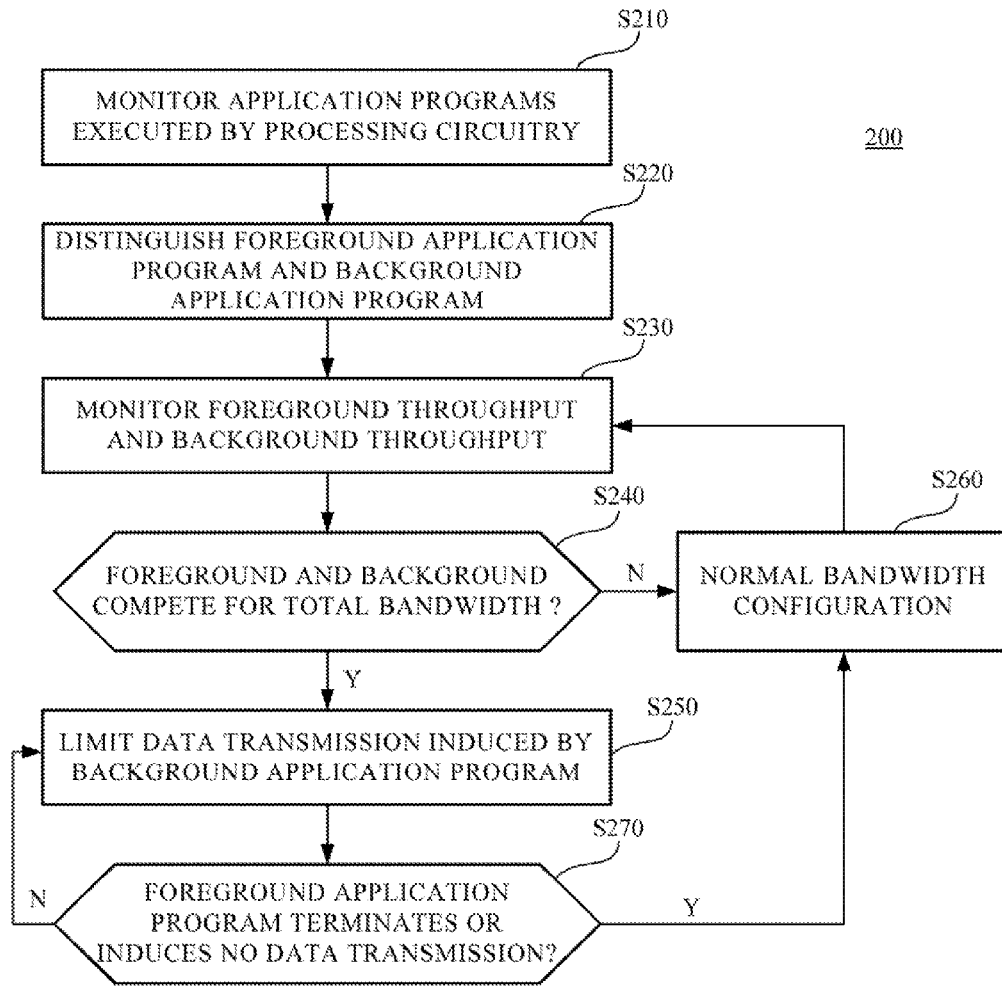 S210
MONITOR APPLICATION PROGRAMS
EXECUTED BY PROCESSING CIRCUITRY
200
S220
DISTINGUISH FOREGROUND APPLICATION
PROGRAM AND BACKGROUND
APPLICATION PROGRAM
S230
MONITOR FOREGROUND THROUGHPUT
AND BACKGROUND THROUGHPUT
S240
FOREGROUND AND BACKGROUND
COMPETE FOR TOTAL BANDWIDTH ?
N
S260
NORMAL BANDWIDTH
CONFIGURATION
Y
S250
LIMIT DATA TRANSMISSION INDUCED BY
BACKGROUND APPLICATION PROGRAM
S270
N
FOREGROUND APPLICATION
PROGRAM TERMINATES OR
INDUCES NO DATA TRANSMISSION?
Y